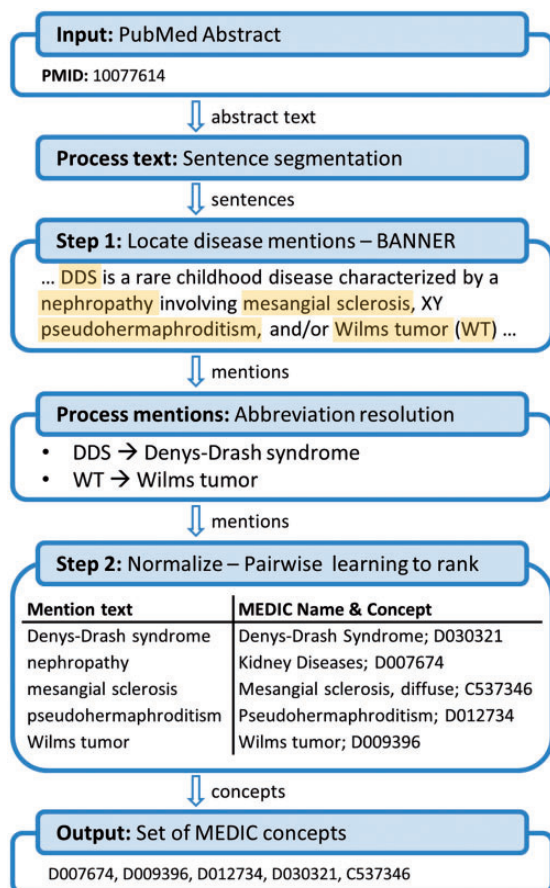 Input: PubMed Abstract
PMID: 10077614
abstract text
Process text: Sentence segmentation
sentences
Step 1: Locate disease mentions – BANNER
... DDS is a rare childhood disease characterized by a
nephropathy involving mesangial sclerosis, XY
pseudohermaphroditism, and/or Wilms tumor (WT) ...
mentions
Process mentions: Abbreviation resolution
• DDS → Denys-Drash syndrome
• WT → Wilms tumor
mentions
Step 2: Normalize – Pairwise learning to rank
Mention text MEDIC Name & Concept
Denys-Drash syndrome Denys-Drash Syndrome; D030321
nephropathy Kidney Diseases; D007674
mesangial sclerosis Mesangial sclerosis, diffuse; C537346
pseudohermaphroditism Pseudohermaphroditism; D012734
Wilms tumor Wilms tumor; D009396
concepts
Output: Set of MEDIC concepts
D007674, D009396, D012734, D030321, C537346